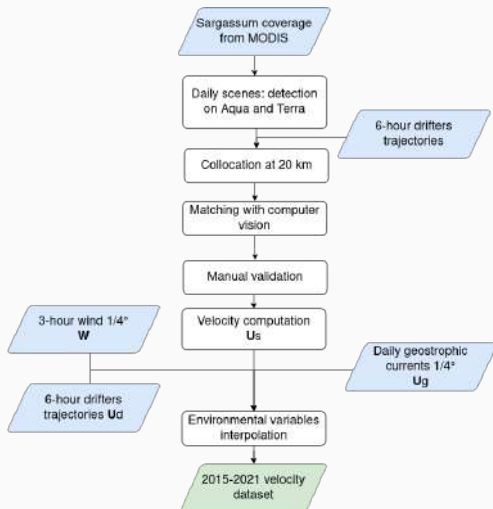 Sargassum coverage
from MODIS
Daily scenes: detection
on Aqua and Terra
6-hour drifters
trajectories
Collocation at 20 km
Matching with computer
vision
Manual validation
3-hour wind 1/4°
W
Velocity computation
Us
Daily geostrophic
currents 1/4°
Ug
6-hour drifters
trajectories Ud
Environmental variables
interpolation
2015-2021 velocity
dataset